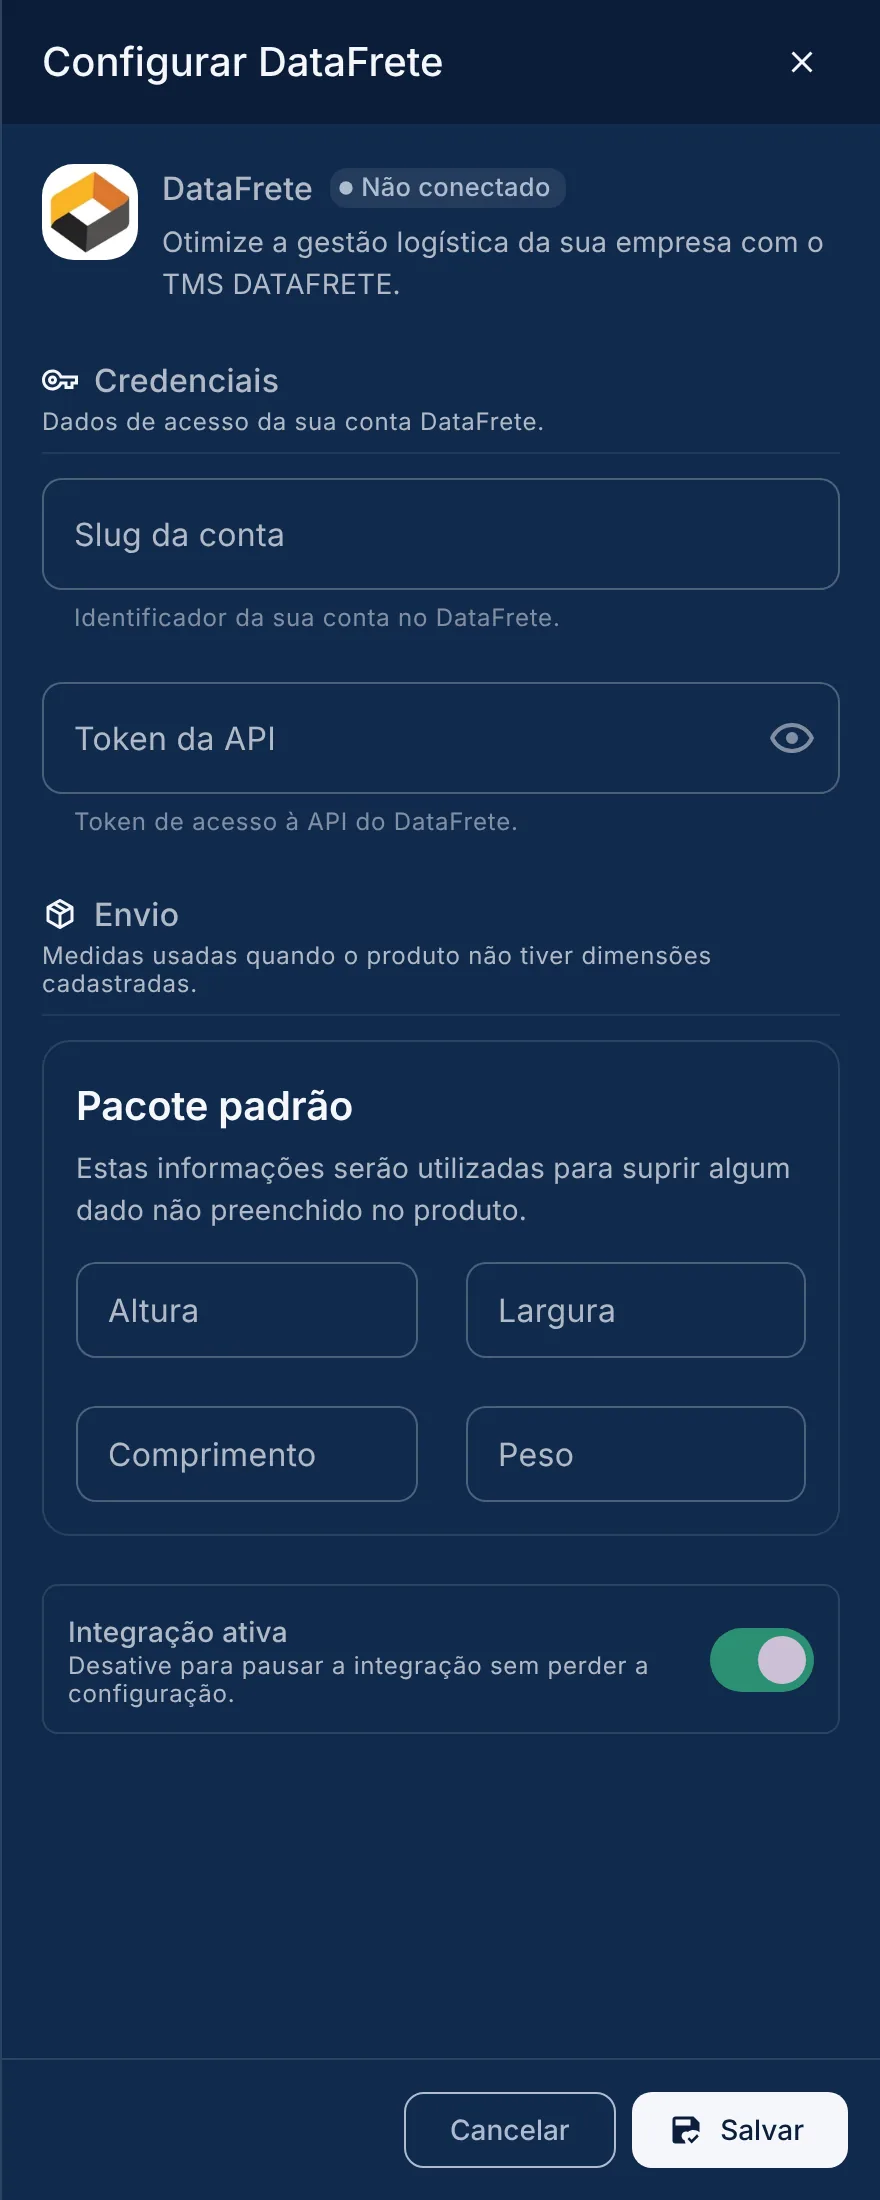 Configurar DataFrete
DataFrete
Não conectado
Otimize a gestão logística da sua empresa com o
TMS DATAFRETE.
Credenciais
Dados de acesso da sua conta DataFrete.
Slug da conta
Identificador da sua conta no DataFrete.
Token da API
Token de acesso à API do DataFrete.
Envio
Medidas usadas quando o produto não tiver dimensões
cadastradas.
Pacote padrão
Estas informações serão utilizadas para suprir algum
dado não preenchido no produto.
Altura
Largura
Comprimento
Peso
Integração ativa
Desative para pausar a integração sem perder a
configuração.
Cancelar
Salvar